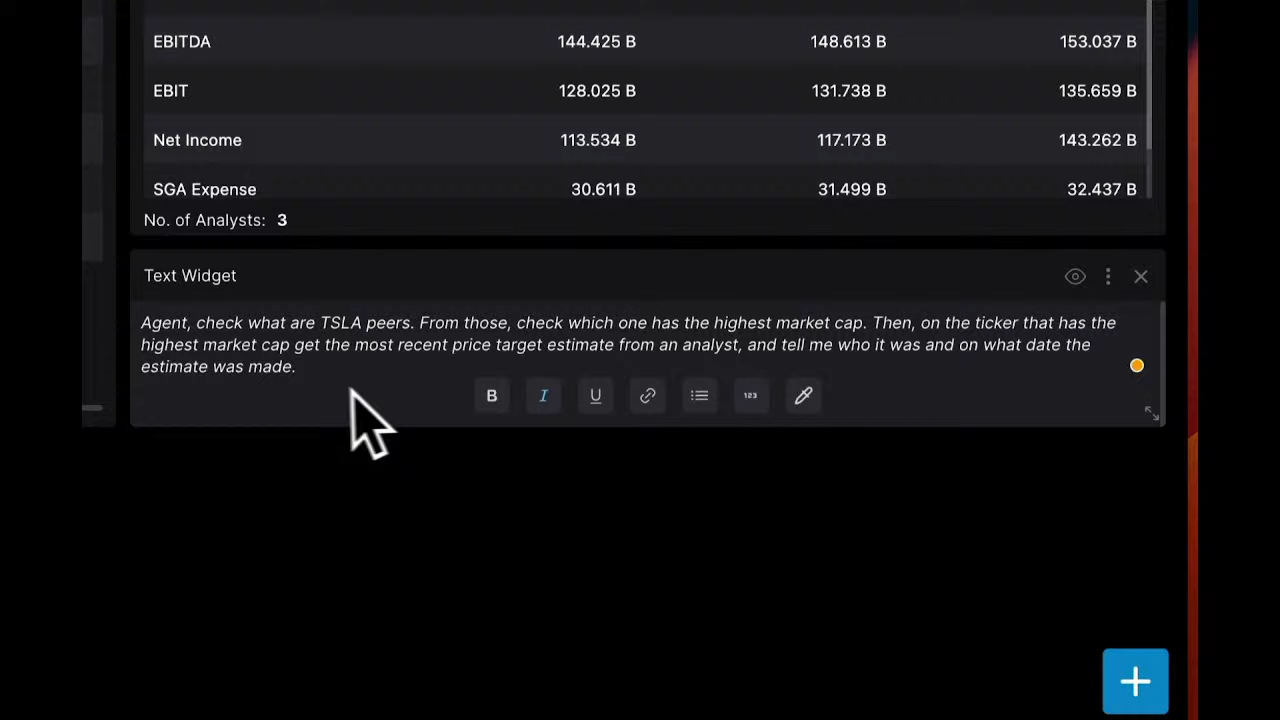 EBITDA 144.425 B 148.613 B 153.037 B
EBIT 128.025 B 131.738 B 135.659 B
Net Income 113.534 B 117.173 B 143.262 B
SGA Expense 30.611 B 31.499 B 32.437 B
No. of Analysts: 3
Text Widget
Agent, check what are TSLA peers. From those, check which one has the highest market cap. Then, on the ticker that has the
highest market cap get the most recent price target estimate from an analyst, and tell me who it was and on what date the
estimate was made.
B I U 123